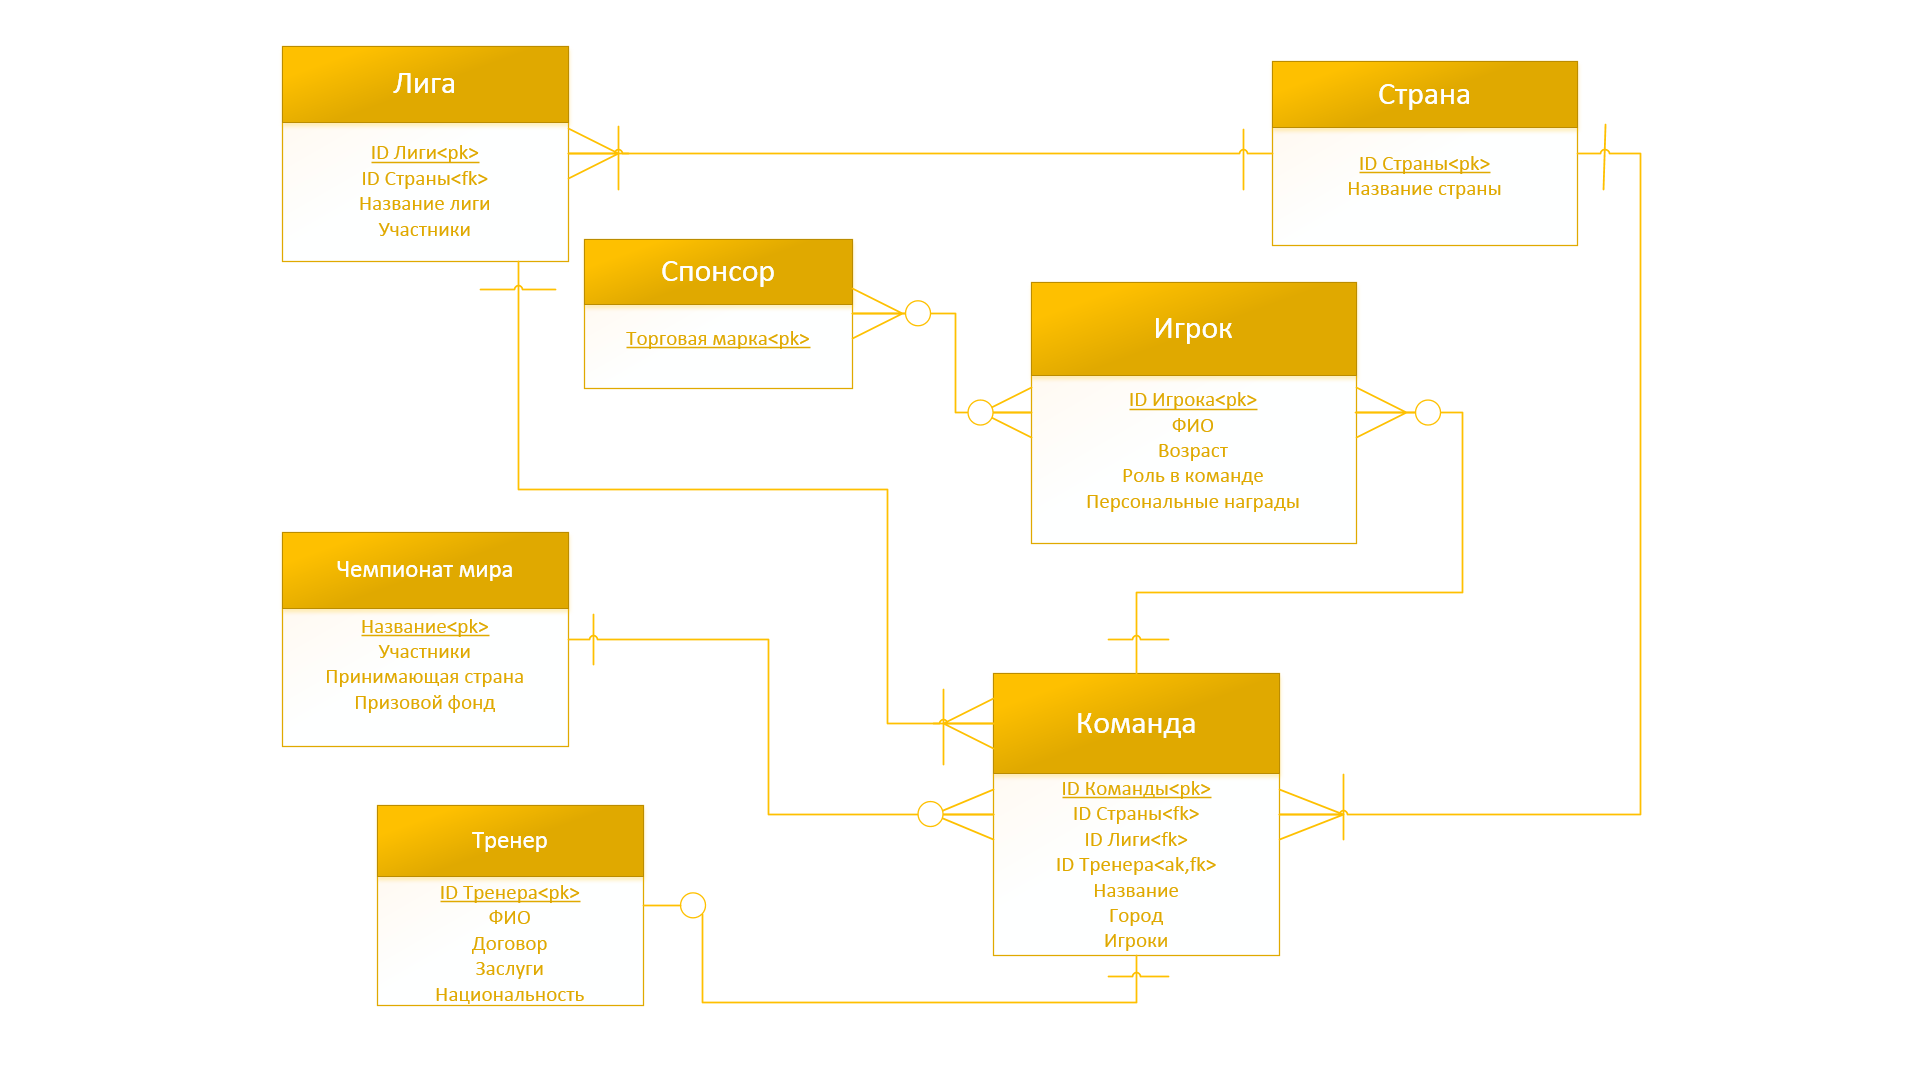 Лига
ID Лиги<pk>
ID Страны<fk>
Название лиги
Участники
Страна
ID Страны<pk>
Название страны
Спонсор
Торговая марка<pk>
Игрок
ID Игрока<pk>
ФИО
Возраст
Роль в команде
Персональные награды
Чемпионат мира
Название<pk>
Участники
Принимающая страна
Призовой фонд
Команда
ID Команды<pk>
ID Страны<fk>
ID Лиги<fk>
ID Тренера<ak,fk>
Название
Город
Игроки
Тренер
ID Тренера<pk>
ФИО
Договор
Заслуги
Национальность